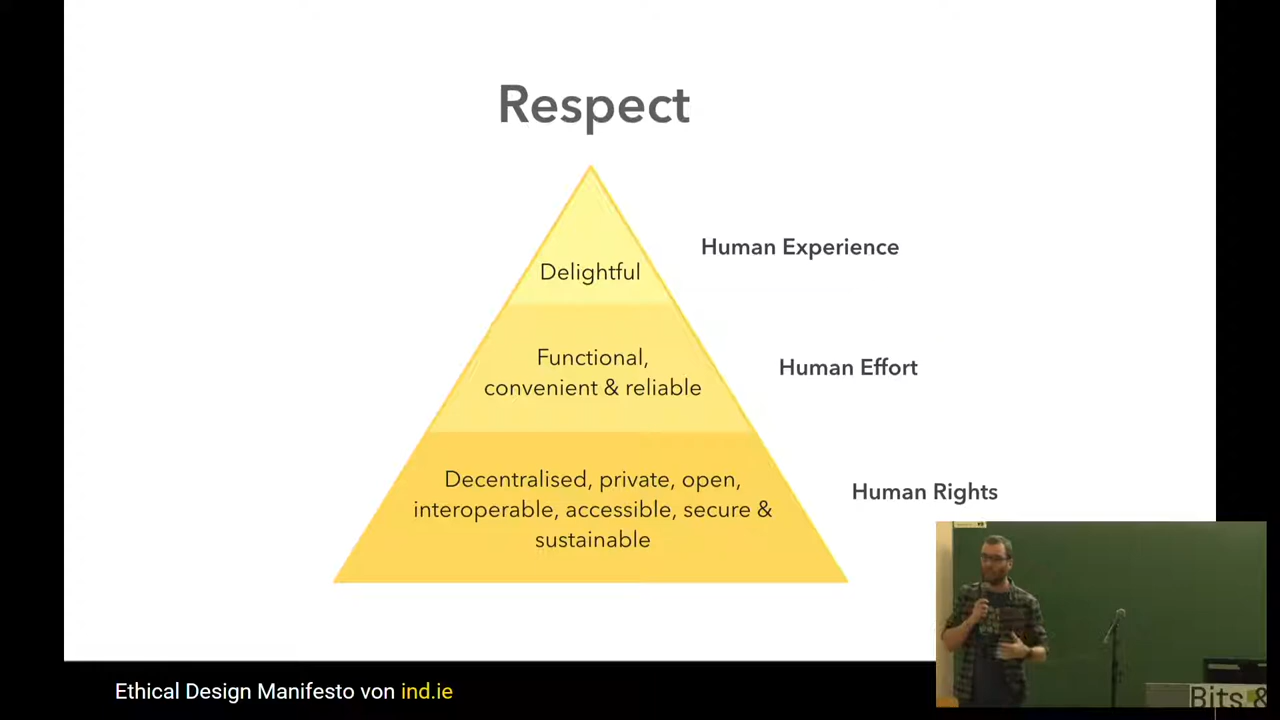 Respect
Delightful
Human Experience
Functional,
convenient & reliable
Human Effort
Decentralised, private, open,
interoperable, accessible, secure &
sustainable
Human Rights
Ethical Design Manifesto von ind.ie
Bits &